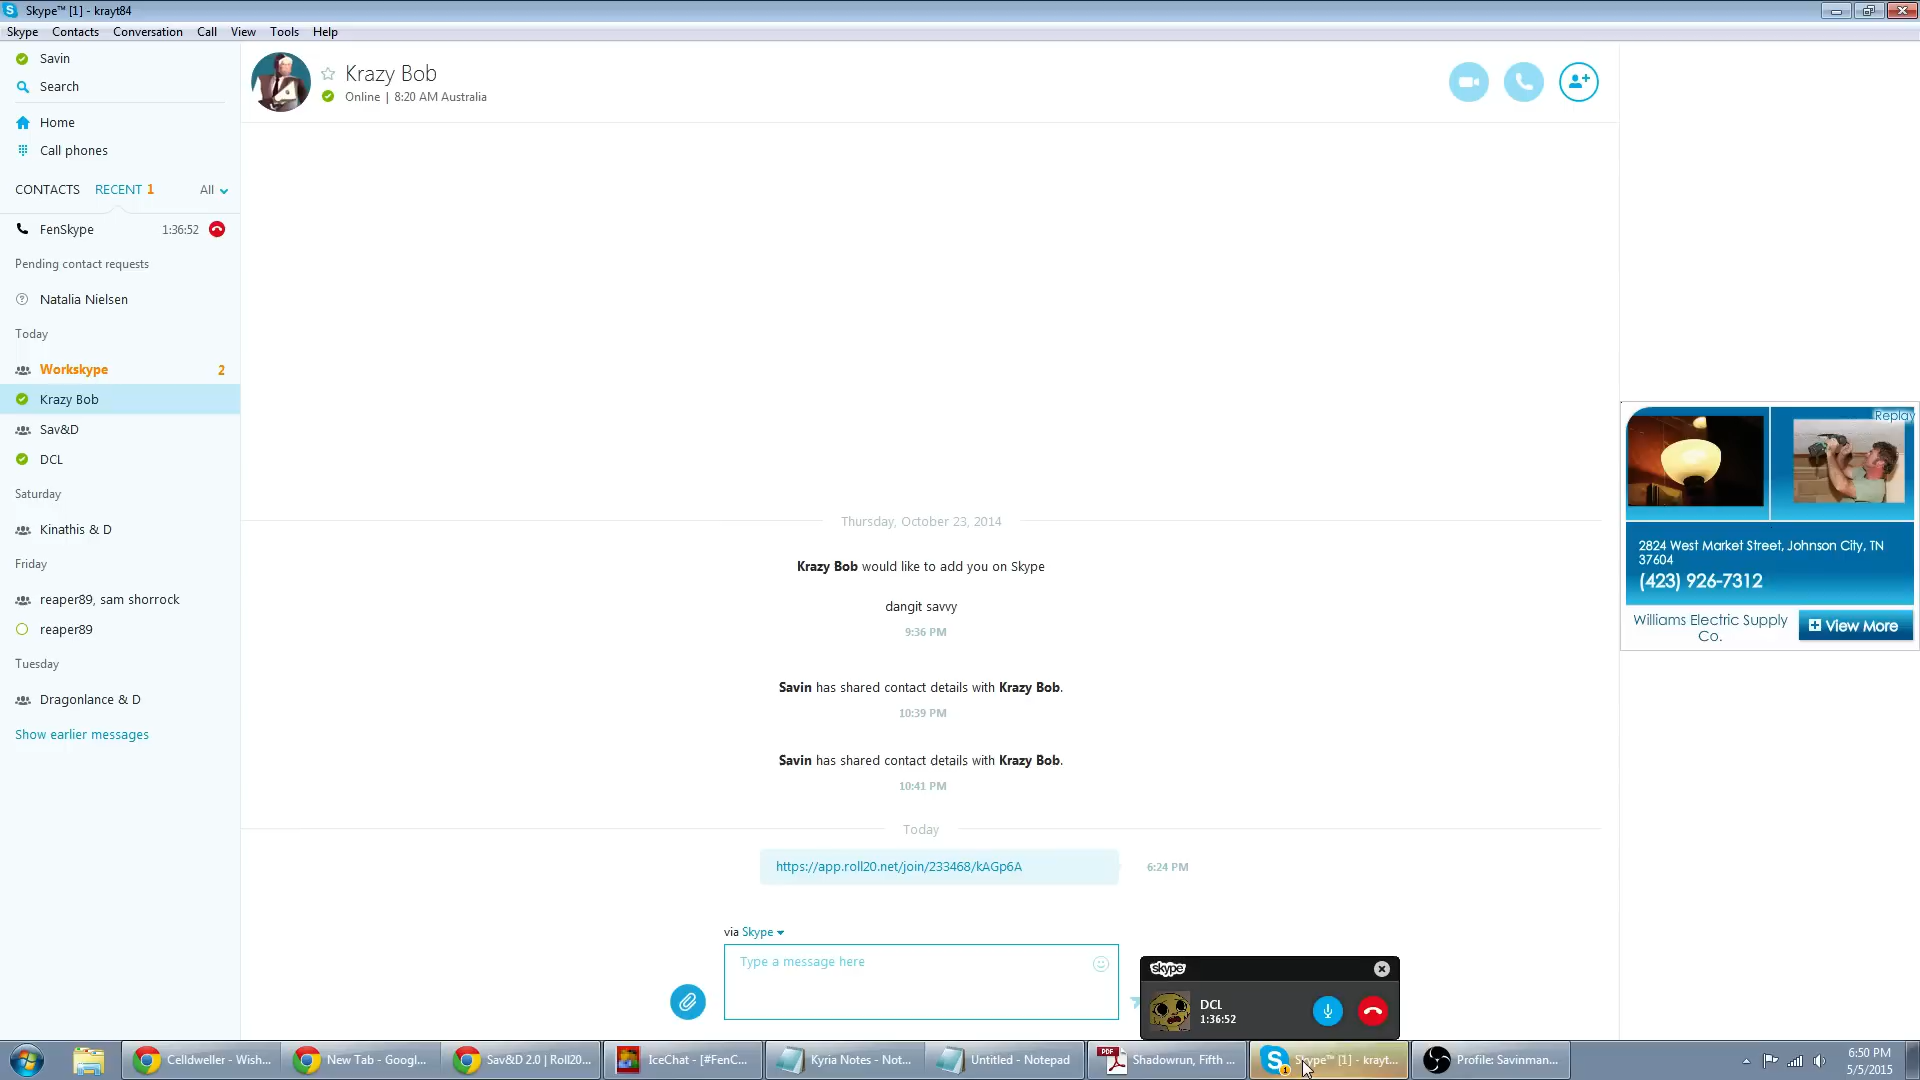 Skype™ [1] - krayt84
Skype Contacts Conversation Call View Tools Help
Savin
Search
Home
Call phones
CONTACTS RECENT 1 All
FenSkype 1:36:52
Pending contact requests
Natalia Nielsen
Today
Workskype 2
Krazy Bob
Sav&D
DCL
Saturday
Kinathis & D
Friday
reaper89, sam shorrock
reaper89
Tuesday
Dragonlance & D
Show earlier messages
Krazy Bob
Online | 8:20 AM Australia
Thursday, October 23, 2014
Krazy Bob would like to add you on Skype
dangit savvy
9:36 PM
Savin has shared contact details with Krazy Bob.
10:39 PM
Savin has shared contact details with Krazy Bob.
10:41 PM
Today
https://app.roll20.net/join/233468/kAGp6A 6:24 PM
via Skype
Type a message here
skype
DCL
1:36:52
Replay
2824 West Market Street, Johnson City, TN
37604
(423) 926-7312
Williams Electric Supply
Co.
View More
Celldweller - Wish...
New Tab - Googl...
Sav&D 2.0 | Roll20...
IceChat - [#FenC...
Kyria Notes - Not...
Untitled - Notepad
PDF
Shadowrun, Fifth ...
1
Skype™ [1] - krayt...
Profile: Savinman...
6:50 PM
5/5/2015